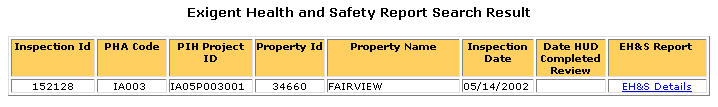 Exigent Health and Safety Report Search Result
Inspection Id PHA Code PIH Project ID Property Id Property Name Inspection Date Date HUD Completed Review EH&S Report
152128 IA003 IA05P003001 34660 FAIRVIEW 05/14/2002 EH&S Details